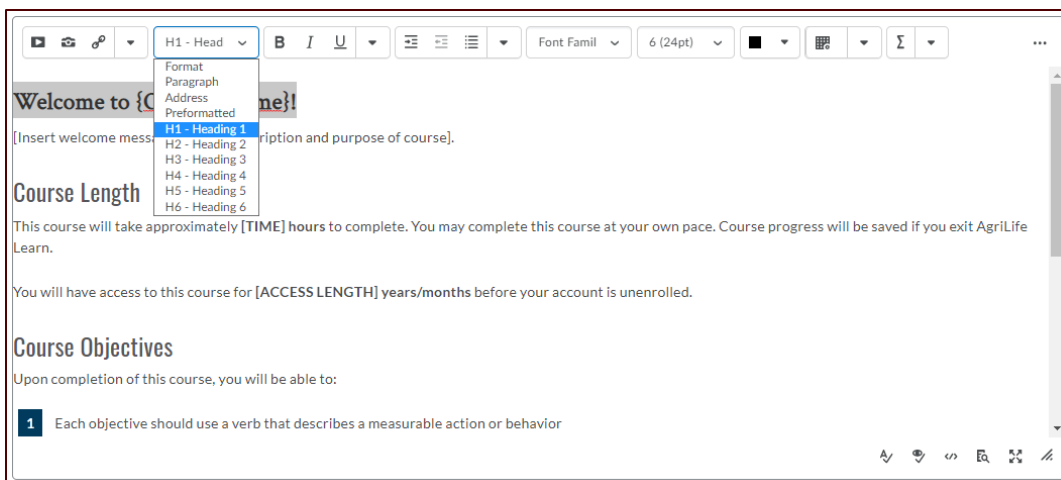 H1 - Head B I U Font Famil 6 (24pt) Σ ...
Format
Paragraph
Address
Preformatted
H1 - Heading 1
H2 - Heading 2
H3 - Heading 3
H4 - Heading 4
H5 - Heading 5
H6 - Heading 6
Welcome to {C me}!
[Insert welcome messa ription and purpose of course].
Course Length
This course will take approximately [TIME] hours to complete. You may complete this course at your own pace. Course progress will be saved if you exit AgriLife
Learn.
You will have access to this course for [ACCESS LENGTH] years/months before your account is unenrolled.
Course Objectives
Upon completion of this course, you will be able to:
1 Each objective should use a verb that describes a measurable action or behavior